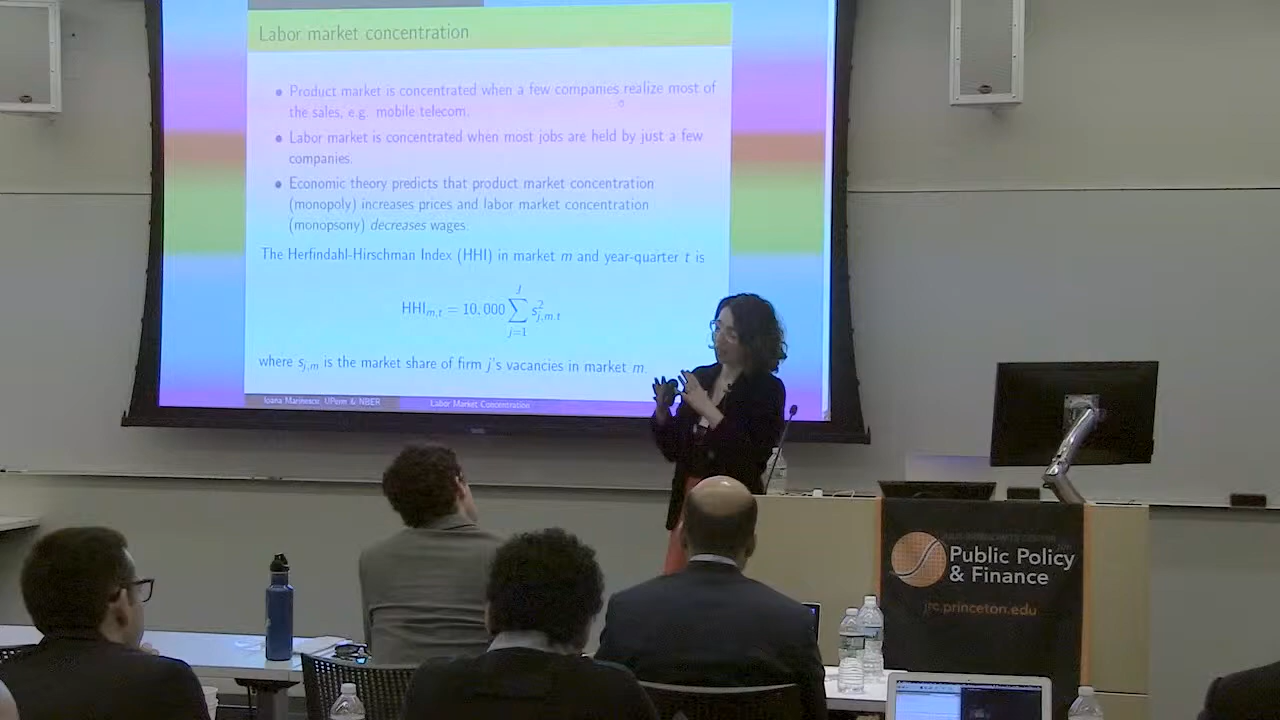 Labor market concentration
Product market is concentrated when a few companies realize most of
the sales, e.g. mobile telecom.
Labor market is concentrated when most jobs are held by just a few
companies.
Economic theory predicts that product market concentration
(monopoly) increases prices and labor market concentration
(monopsony) decreases wages.
The Herfindahl-Hirschman Index (HHI) in market m and year-quarter t is
HHI_{m,t} = 10,000 \sum_{j=1}^{J} s^2_{j,m,t}
where s_{j,m} is the market share of firm j's vacancies in market m.
Ioana Marinescu, UPenn & NBER
Labor Market Concentration
Public Policy
& Finance
jrc.princeton.edu